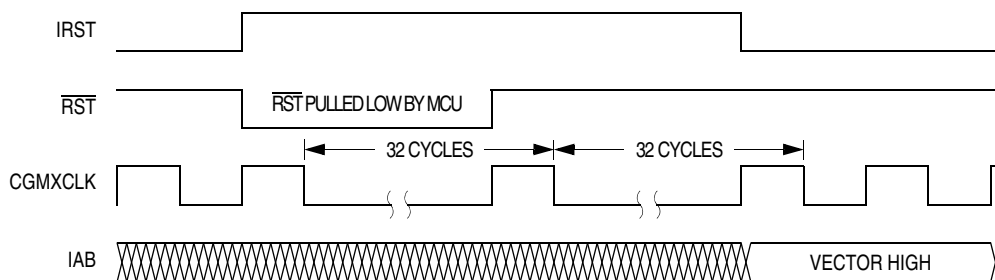 IRST
RST
RST PULLED LOW BY MCU
32 CYCLES
32 CYCLES
CGMXCLK
IAB
VECTOR HIGH